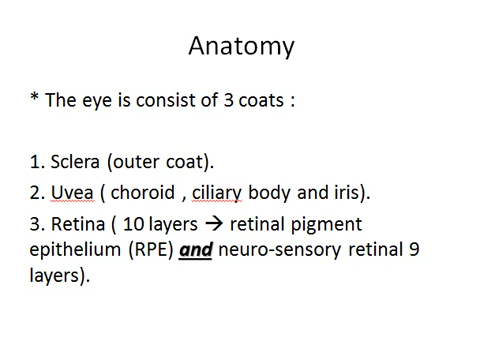 Anatomy
* The eye is consist of 3 coats :
1. Sclera (outer coat).
2. Uvea ( choroid , ciliary body and iris).
3. Retina ( 10 layers → retinal pigment
epithelium (RPE) and neuro-sensory retinal 9
layers).